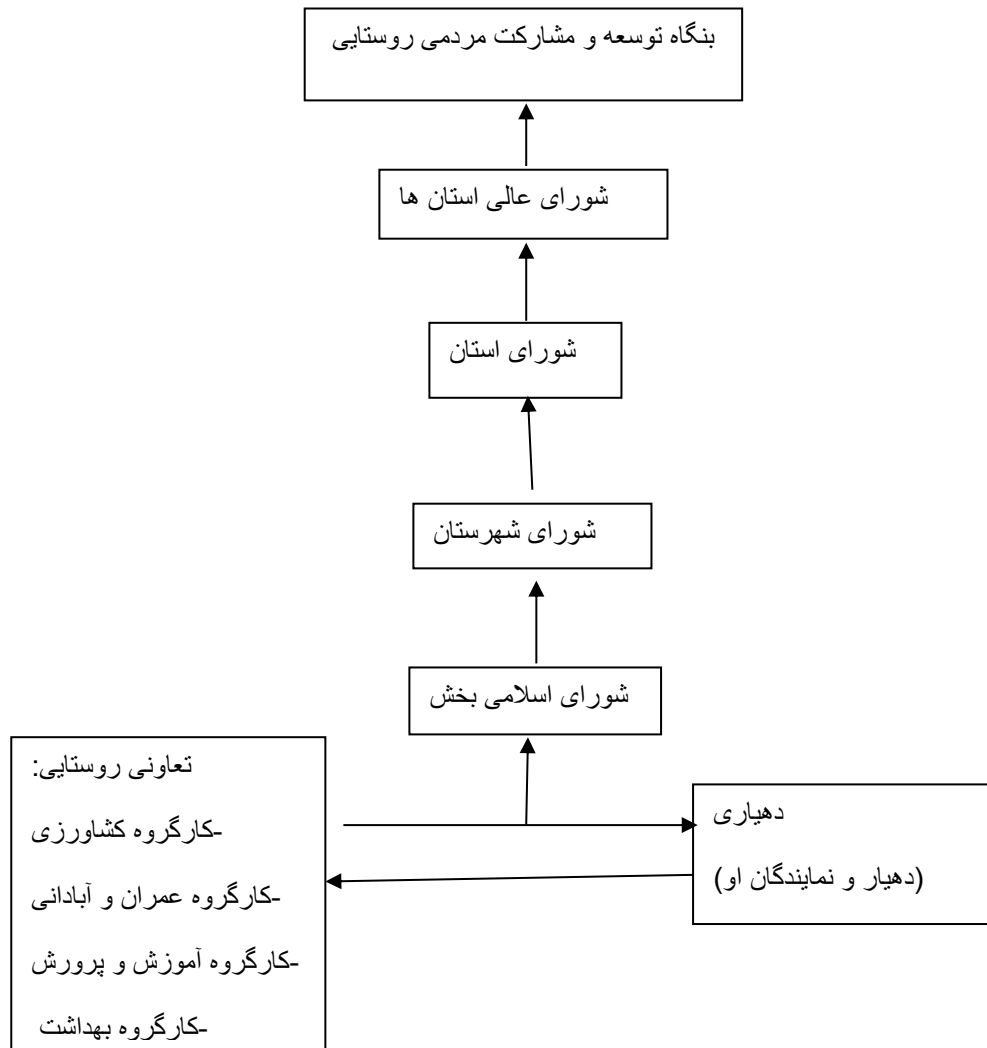 بنگاه توسعه و مشارکت مردمی روستایی
شورای عالی استان ها
شورای استان
شورای شهرستان
شورای اسلامی بخش
تعاونی روستایی:
-کارگروه کشاورزی
-کارگروه عمران و آبادانی
-کارگروه آموزش و پرورش
-کارگروه بهداشت
دهیاری
(دهیار و نمایندگان او)